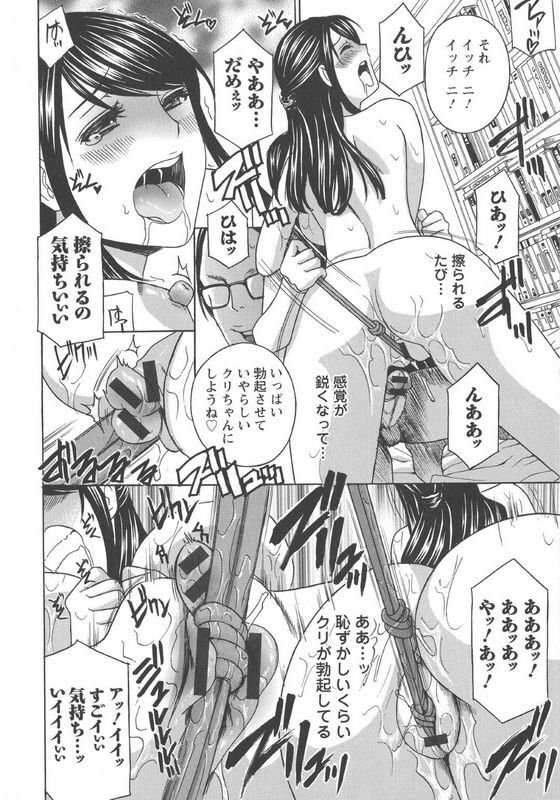 それ
イッチ ニ！
イッチ ニ！
んひッ
ひあッ！
擦られる
たび…
感覚が
鋭くなって…
んああッ
やああ…
だめぇッ
ひはッ
擦られるの
気持ちいぃぃ
いっぱい
勃起させて
いやらしい
クリちゃんに
しようね♡
あああッ！
ああッあッ
やッ！あッ！
ああ…ッ
恥ずかしいくらい
クリが勃起してる
アッ！イイッ
すごイぃ
気持ち…ッ
いイイイぃぃ